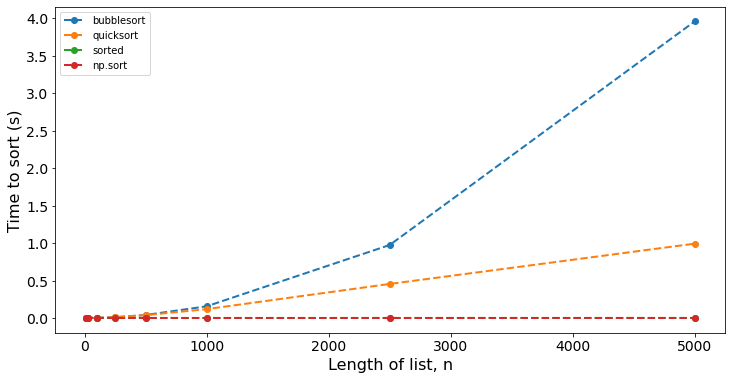 bubblesort
quicksort
sorted
np.sort
4.0
3.5
3.0
2.5
2.0
1.5
1.0
0.5
0.0
Time to sort (s)
0 1000 2000 3000 4000 5000
Length of list, n